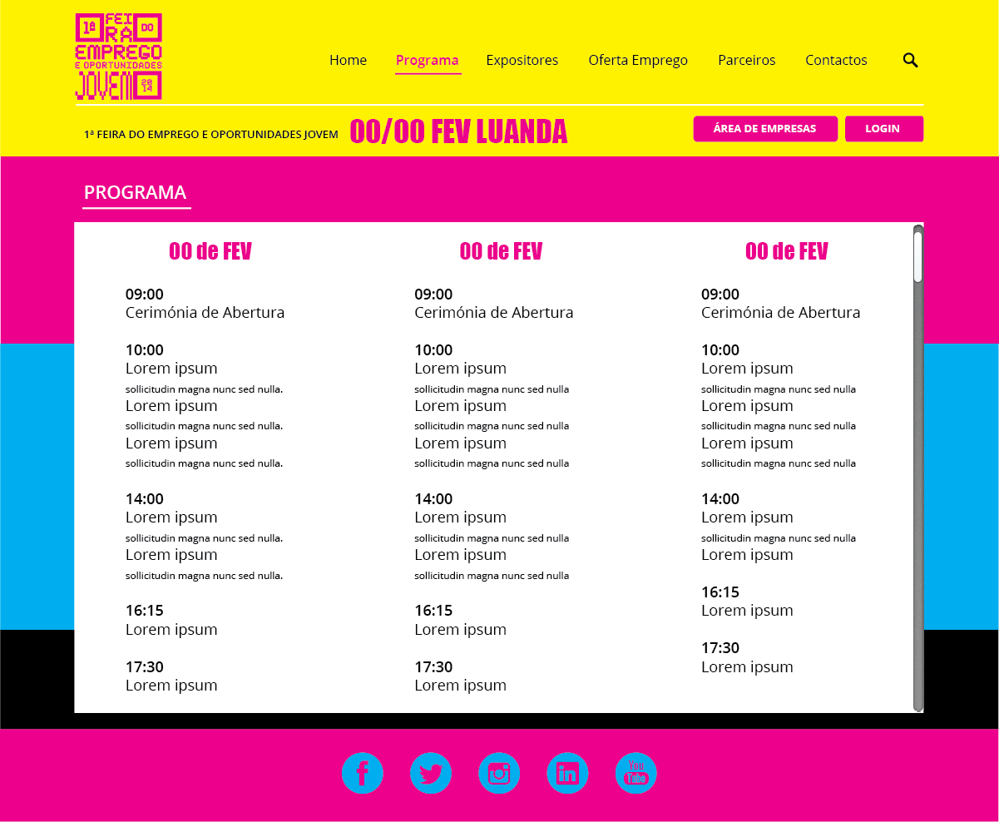 1ª
FEI
RA
DO
EMPREGO
E OPORTUNIDADES
JOVEM
20
14
Home
Programa
Expositores
Oferta Emprego
Parceiros
Contactos
1ª FEIRA DO EMPREGO E OPORTUNIDADES JOVEM
00/00 FEV LUANDA
ÁREA DE EMPRESAS
LOGIN
PROGRAMA
00 de FEV
09:00
Cerimónia de Abertura
10:00
Lorem ipsum
sollicitudin magna nunc sed nulla.
Lorem ipsum
sollicitudin magna nunc sed nulla.
Lorem ipsum
sollicitudin magna nunc sed nulla.
14:00
Lorem ipsum
sollicitudin magna nunc sed nulla.
Lorem ipsum
sollicitudin magna nunc sed nulla.
16:15
Lorem ipsum
17:30
Lorem ipsum
00 de FEV
09:00
Cerimónia de Abertura
10:00
Lorem ipsum
sollicitudin magna nunc sed nulla
Lorem ipsum
sollicitudin magna nunc sed nulla
Lorem ipsum
sollicitudin magna nunc sed nulla
14:00
Lorem ipsum
sollicitudin magna nunc sed nulla
Lorem ipsum
sollicitudin magna nunc sed nulla
16:15
Lorem ipsum
17:30
Lorem ipsum
00 de FEV
09:00
Cerimónia de Abertura
10:00
Lorem ipsum
sollicitudin magna nunc sed nulla
Lorem ipsum
sollicitudin magna nunc sed nulla
Lorem ipsum
sollicitudin magna nunc sed nulla
14:00
Lorem ipsum
sollicitudin magna nunc sed nulla
Lorem ipsum
16:15
Lorem ipsum
17:30
Lorem ipsum
f
in
You
Tube